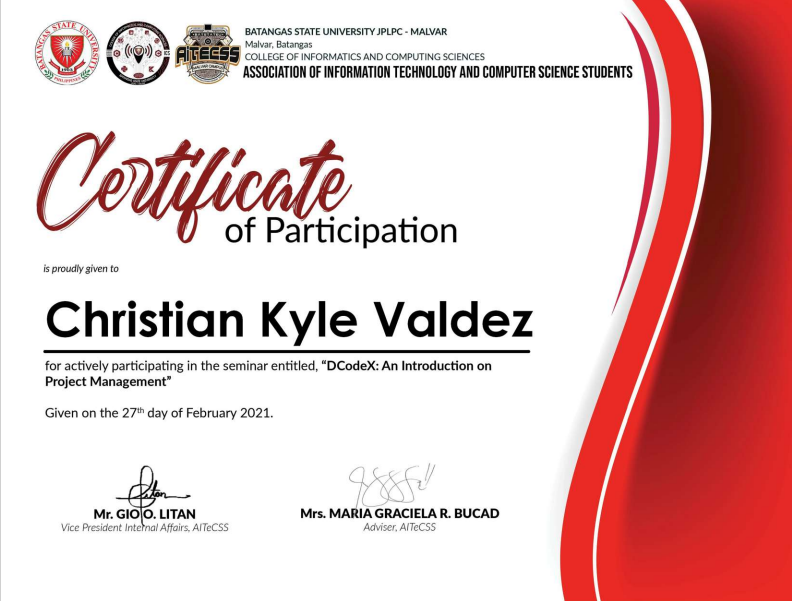 BATANGAS STATE UNIVERSITY JPLPC - MALVAR
Malvar, Batangas
COLLEGE OF INFORMATICS AND COMPUTING SCIENCES
ASSOCIATION OF INFORMATION TECHNOLOGY AND COMPUTER SCIENCE STUDENTS
BATANGAS STATE UNIVERSITY
PHILIPPINES
AITECSS
Certificate
of Participation
is proudly given to
Christian Kyle Valdez
for actively participating in the seminar entitled, “DCodeX: An Introduction on
Project Management”
Given on the 27th day of February 2021.
Mr. GIO O. LITAN
Vice President Internal Affairs, AITeCSS
Mrs. MARIA GRACIELA R. BUCAD
Adviser, AITeCSS